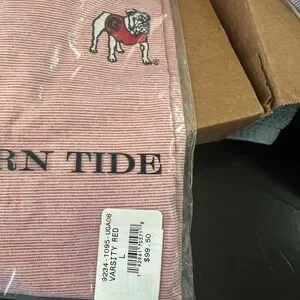 RN TIDE
9234-1095-UGA06
VARSITY RED
L
$99.50